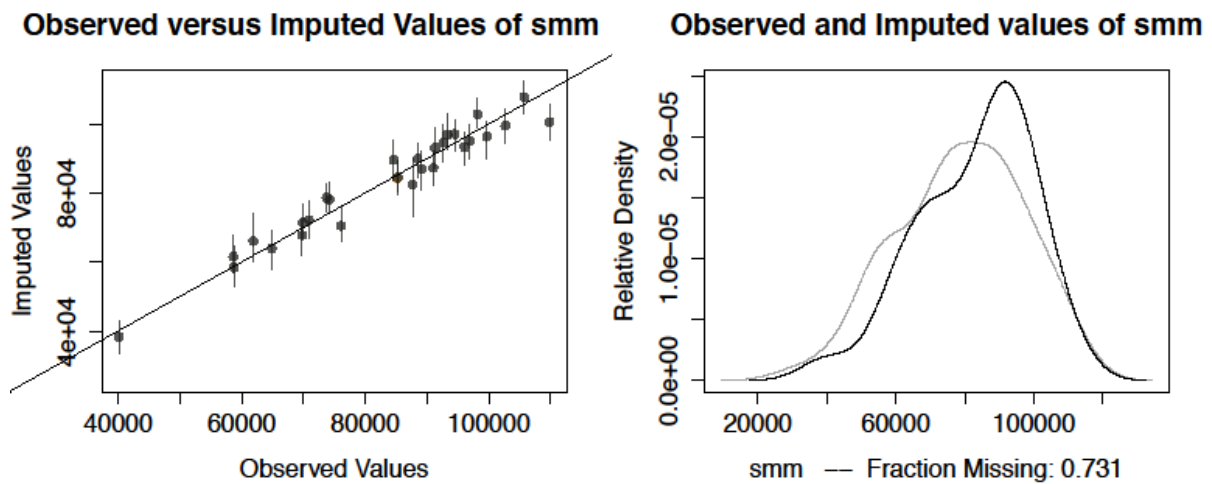 Observed versus Imputed Values of smm
Imputed Values
4e+04
8e+04
40000
60000
80000
100000
Observed Values
Observed and Imputed values of smm
Relative Density
0.0e+00
1.0e−05
2.0e−05
20000
60000
100000
smm −− Fraction Missing: 0.731